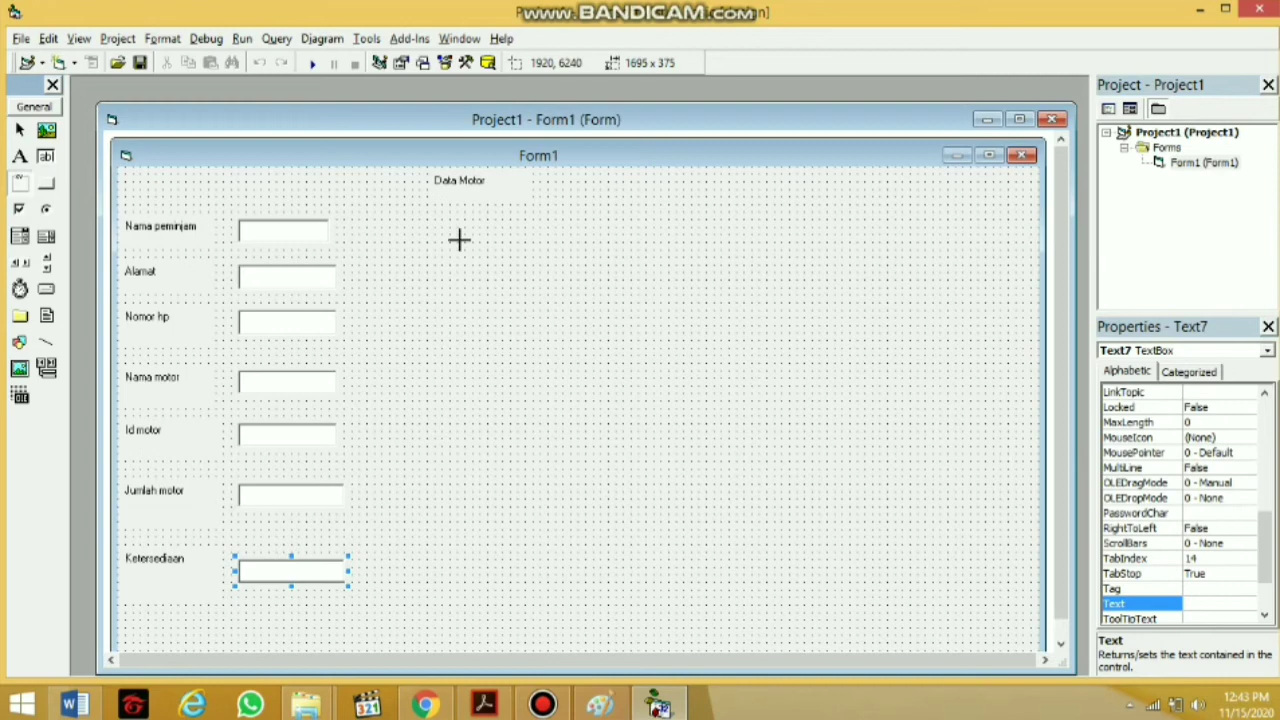 www.BANDICAM.com
File Edit View Project Format Debug Run Query Diagram Tools Add-Ins Window Help
1920, 6240 1695 x 375
General
Project1 - Form1 (Form)
Form1
Data Motor
Nama peminjam
Alamat
Nomor hp
Nama motor
Id motor
Jumlah motor
Ketersediaan
Project - Project1
Project1 (Project1)
Forms
Form1 (Form1)
Properties - Text7
Text7 TextBox
Alphabetic Categorized
LinkTopic
Locked False
MaxLength 0
MouseIcon (None)
MousePointer 0 - Default
MultiLine False
OLEDragMode 0 - Manual
OLEDropMode 0 - None
PasswordChar
RightToLeft False
ScrollBars 0 - None
TabIndex 14
TabStop True
Tag
Text
ToolTipText
Text
Returns/sets the text contained in the
control.
12:43 PM
11/15/2020